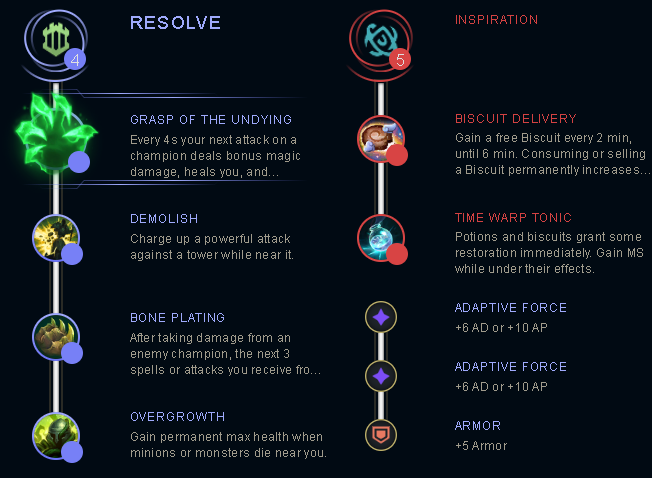 RESOLVE
4
GRASP OF THE UNDYING
Every 4s your next attack on a
champion deals bonus magic
damage, heals you, and...
DEMOLISH
Charge up a powerful attack
against a tower while near it.
BONE PLATING
After taking damage from an
enemy champion, the next 3
spells or attacks you receive fro...
OVERGROWTH
Gain permanent max health when
minions or monsters die near you.
INSPIRATION
5
BISCUIT DELIVERY
Gain a free Biscuit every 2 min,
until 6 min. Consuming or selling
a Biscuit permanently increases...
TIME WARP TONIC
Potions and biscuits grant some
restoration immediately. Gain MS
while under their effects.
ADAPTIVE FORCE
+6 AD or +10 AP
ADAPTIVE FORCE
+6 AD or +10 AP
ARMOR
+5 Armor